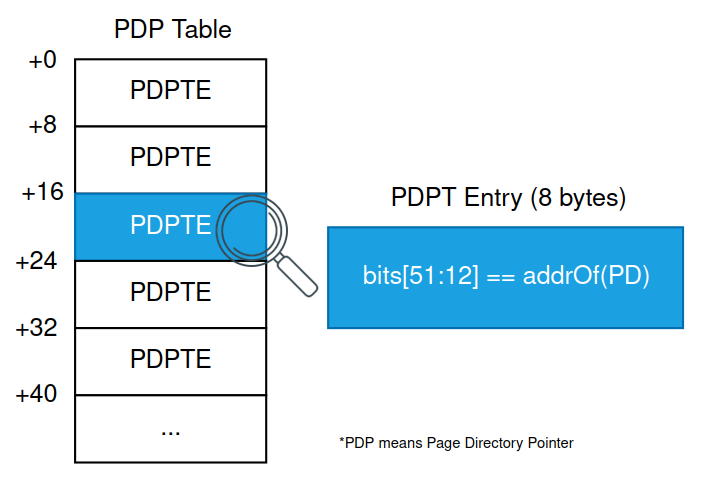 PDP Table
+0
PDPTE
+8
PDPTE
+16
PDPTE
+24
PDPTE
+32
PDPTE
+40
...
PDPT Entry (8 bytes)
bits[51:12] == addrOf(PD)
*PDP means Page Directory Pointer